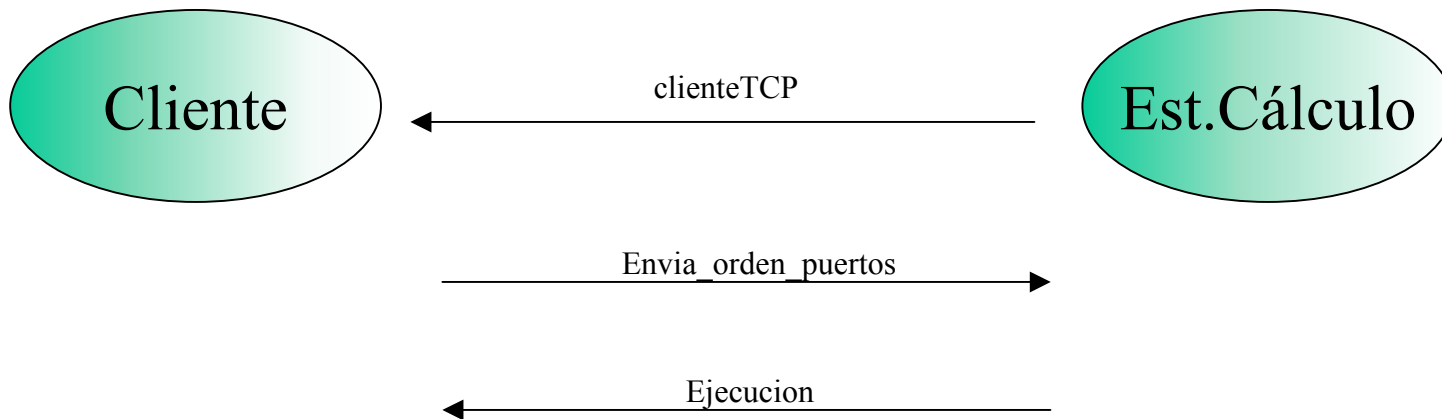 clienteTCP
Cliente
Est.Cálculo
Envia_orden_puertos
Ejecucion